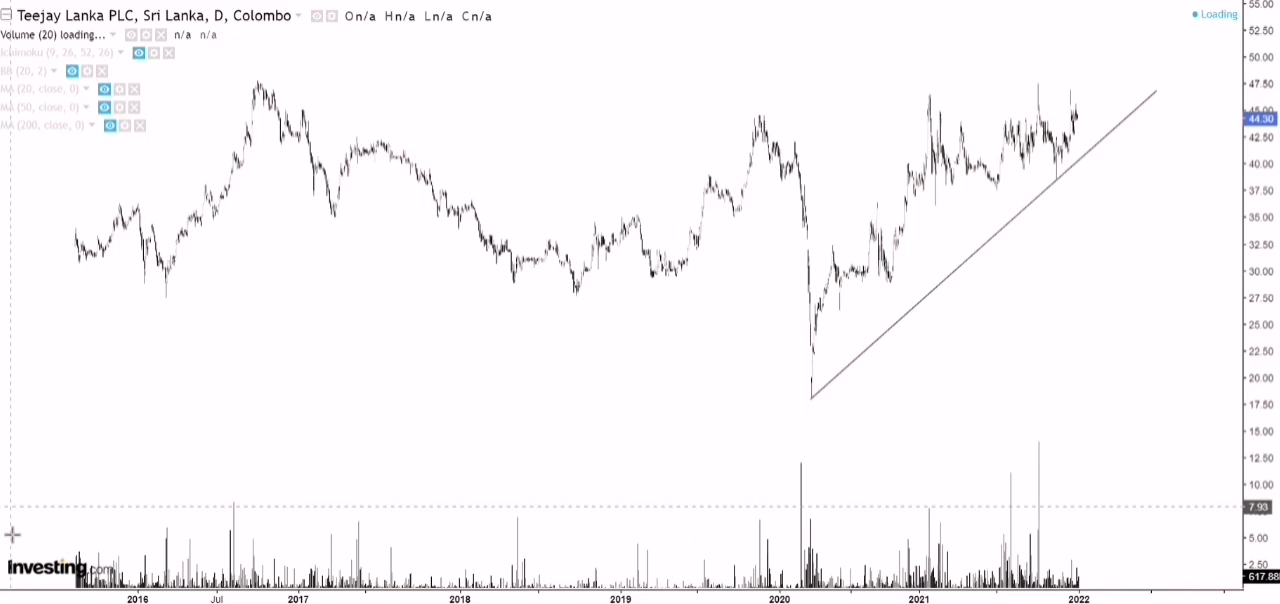 Teejay Lanka PLC, Sri Lanka, D, Colombo On/a Hn/a Ln/a Cn/a
Loading
Volume (20) loading... n/a n/a
Ichimoku (9, 26, 52, 26)
BB (20, 2)
MA (20, close, 0)
MA (50, close, 0)
MA (200, close, 0)
55.00
52.50
50.00
47.50
45.00
44.30
42.50
40.00
37.50
35.00
32.50
30.00
27.50
25.00
22.50
20.00
17.50
15.00
12.50
10.00
7.93
5.00
2.50
617.88
Investing.com
2016 Jul 2017 2018 2019 2020 2021 2022